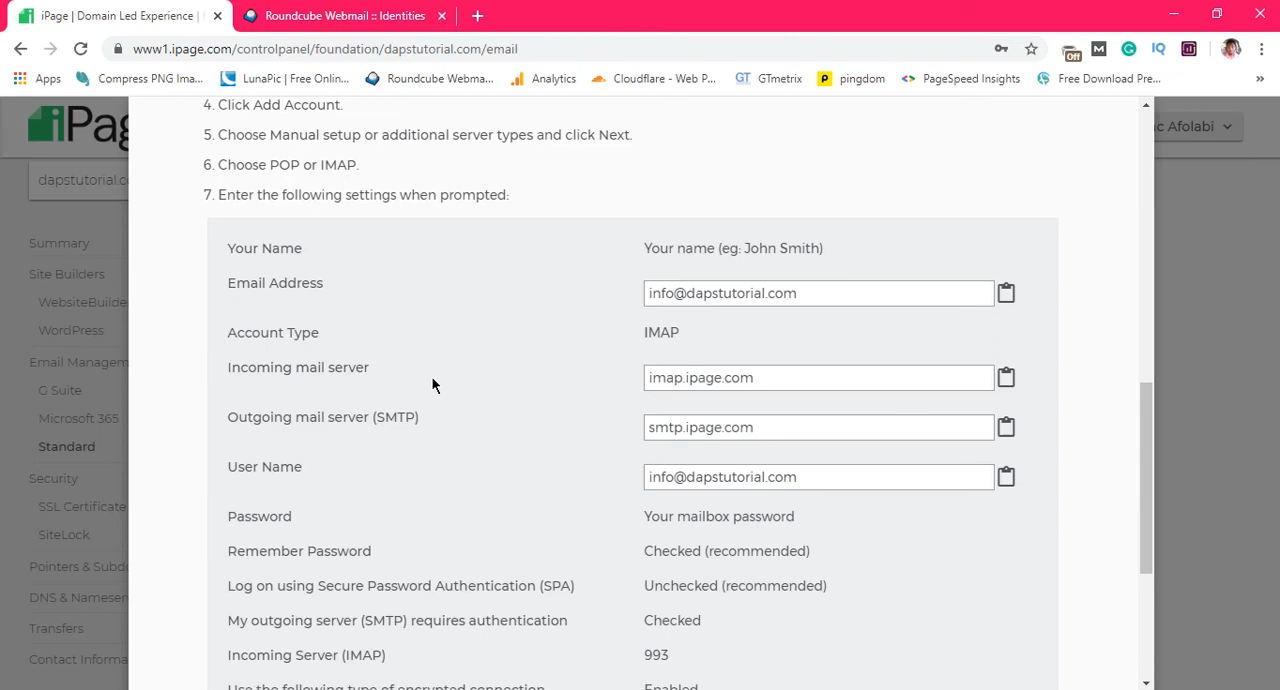 iPage | Domain Led Experience |
Roundcube Webmail :: Identities
www1.ipage.com/controlpanel/foundation/dapstutorial.com/email
Apps
Compress PNG Ima...
LunaPic | Free Onlin...
Roundcube Webma...
Analytics
Cloudflare - Web P...
GT GTmetrix
pingdom
PageSpeed Insights
Free Download Pre...
»
Off
M
IQ
iPag
c Afolabi
dapstutorial.c
Summary
Site Builders
WebsiteBuilde
WordPress
Email Managem
G Suite
Microsoft 365
Standard
Security
SSL Certificate
SiteLock
Pointers & Subd
DNS & Namese
Transfers
Contact Informa
4. Click Add Account.
5. Choose Manual setup or additional server types and click Next.
6. Choose POP or IMAP.
7. Enter the following settings when prompted:
Your Name Your name (eg: John Smith)
Email Address info@dapstutorial.com
Account Type IMAP
Incoming mail server imap.ipage.com
Outgoing mail server (SMTP) smtp.ipage.com
User Name info@dapstutorial.com
Password Your mailbox password
Remember Password Checked (recommended)
Log on using Secure Password Authentication (SPA) Unchecked (recommended)
My outgoing server (SMTP) requires authentication Checked
Incoming Server (IMAP) 993
Use the following type of encrypted connection Enabled